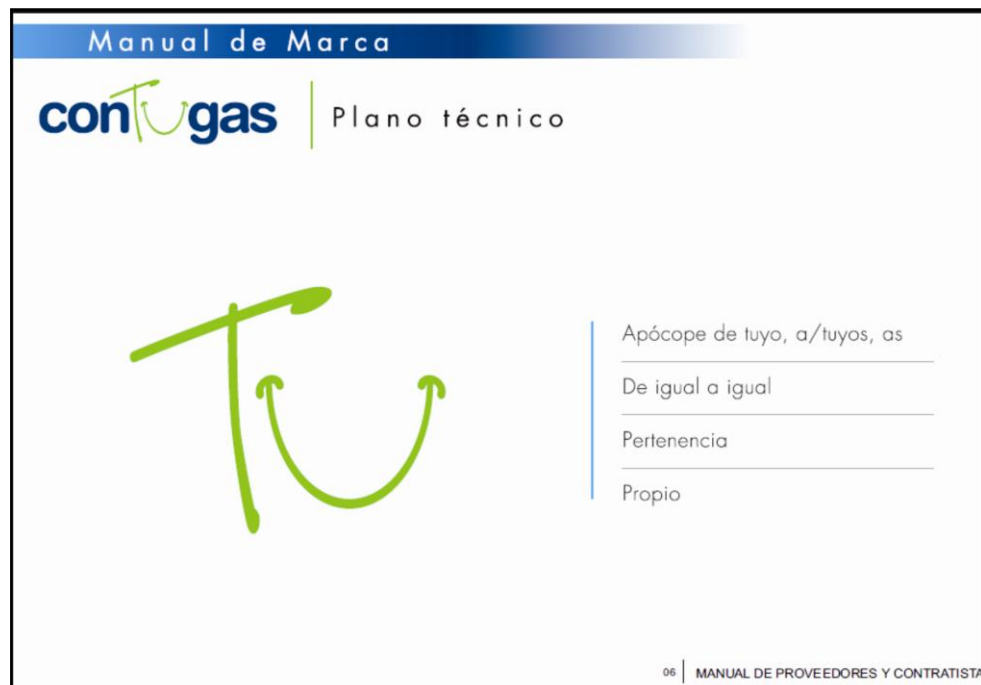 Manual de Marca
conTUgas
Plano técnico
TU
Apócope de tuyo, a/tuyos, as
De igual a igual
Pertenencia
Propio
06 MANUAL DE PROVEEDORES Y CONTRATISTA